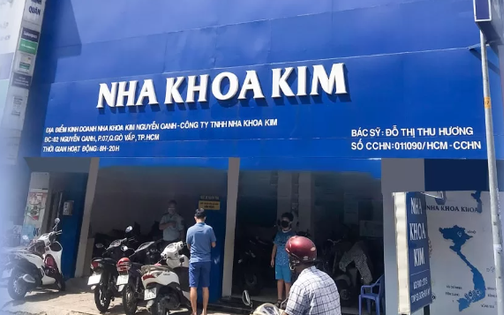 NHA KHOA KIM
ĐỊA ĐIỂM KINH DOANH NHA KHOA KIM NGUYỄN OANH - CÔNG TY TNHH NHA KHOA KIM
ĐC: 82 NGUYỄN OANH, P.07, Q.GÒ VẤP, TP.HCM
THỜI GIAN HOẠT ĐỘNG: 8H-20H
BÁC SỸ: ĐỖ THỊ THU HƯƠNG
SỐ CCHN: 011090/HCM - CCHN
NHA KHOA KIM